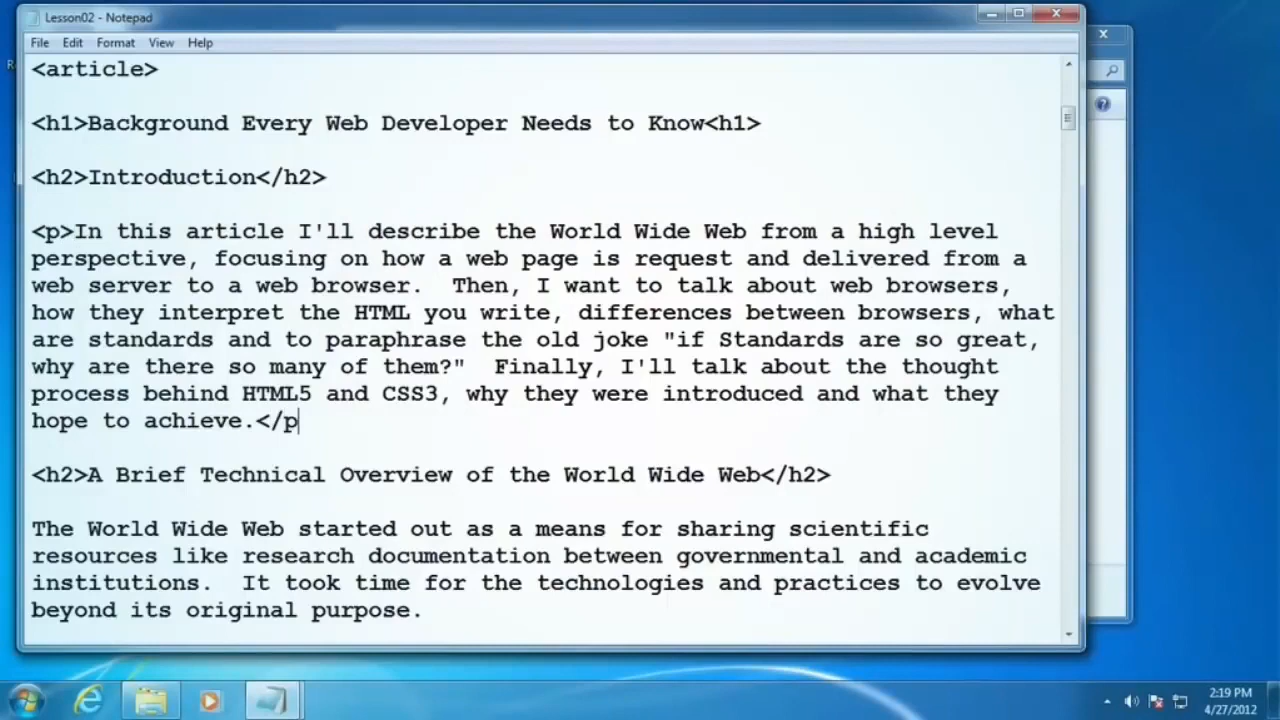 Lesson02 - Notepad
File Edit Format View Help
<article>
<h1>Background Every Web Developer Needs to Know<h1>
<h2>Introduction</h2>
<p>In this article I'll describe the World Wide Web from a high level
perspective, focusing on how a web page is request and delivered from a
web server to a web browser.  Then, I want to talk about web browsers,
how they interpret the HTML you write, differences between browsers, what
are standards and to paraphrase the old joke "if Standards are so great,
why are there so many of them?"  Finally, I'll talk about the thought
process behind HTML5 and CSS3, why they were introduced and what they
hope to achieve.</p
<h2>A Brief Technical Overview of the World Wide Web</h2>
The World Wide Web started out as a means for sharing scientific
resources like research documentation between governmental and academic
institutions.  It took time for the technologies and practices to evolve
beyond its original purpose.
2:19 PM
4/27/2012